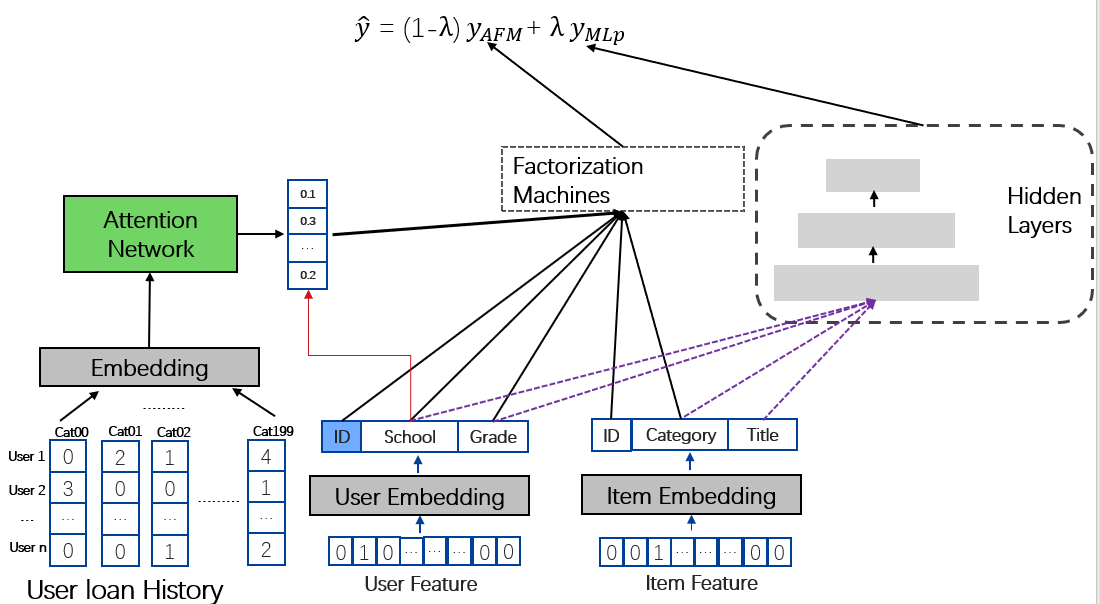 ŷ = (1-λ) y_AFM + λ y_MLp
Factorization
Machines
Hidden
Layers
Attention
Network
0.1
0.3
...
0.2
Embedding
.........
Cat00 Cat01 Cat02 Cat199
User 1 0 2 1 4
User 2 3 0 0 ......... 1
... ... ... ... ...
User n 0 0 1 2
User loan History
ID School Grade
User Embedding
0 1 0 ... ... ... 0 0
User Feature
ID Category Title
Item Embedding
0 0 1 ... ... ... 0 0
Item Feature